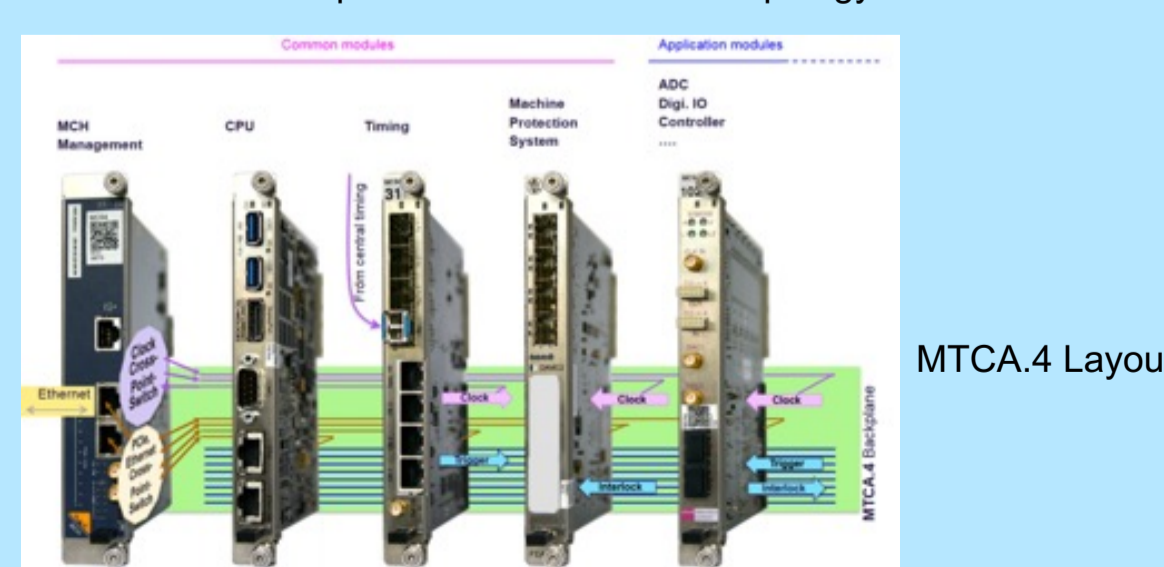 Common modules
Application modules
ADC
Digi. IO
Controller
....
Machine
Protection
System
MCH
Management
CPU
Timing
31
102
From central timing
Clock
Cross-
Point-
Switch
Ethernet
PCIe,
Ethernet
Cross-
Point-
Switch
Clock
Clock
Clock
Trigger
Trigger
Interlock
Interlock
MTCA.4 Backplane
MTCA.4 Layou